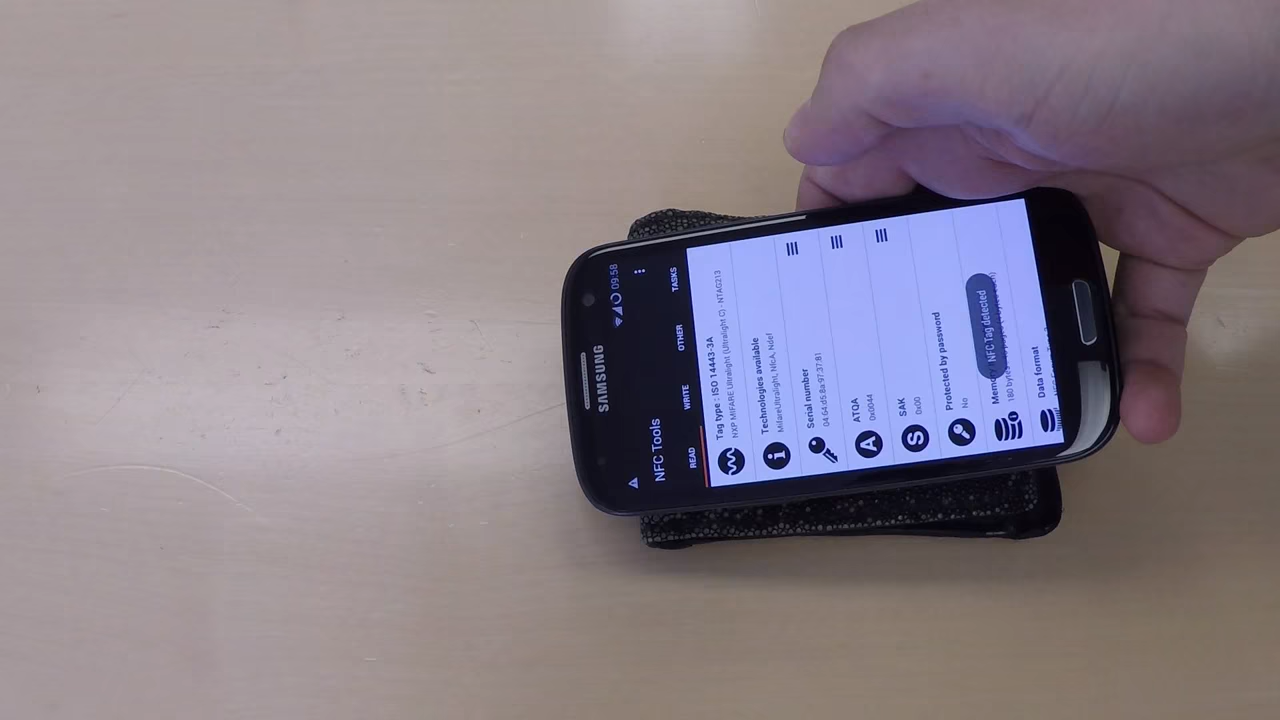 09:58
SAMSUNG
NFC Tools
READ WRITE OTHER TASKS
Tag type : ISO 14443-3A
NXP MIFARE Ultralight (Ultralight C) - NTAG213
Technologies available
MifareUltralight, NfcA, Ndef
Serial number
04:64:d5:8a:97:37:81
ATQA
0x0044
SAK
0x00
Protected by password
No
NFC Tag detected
180 bytes
Data format